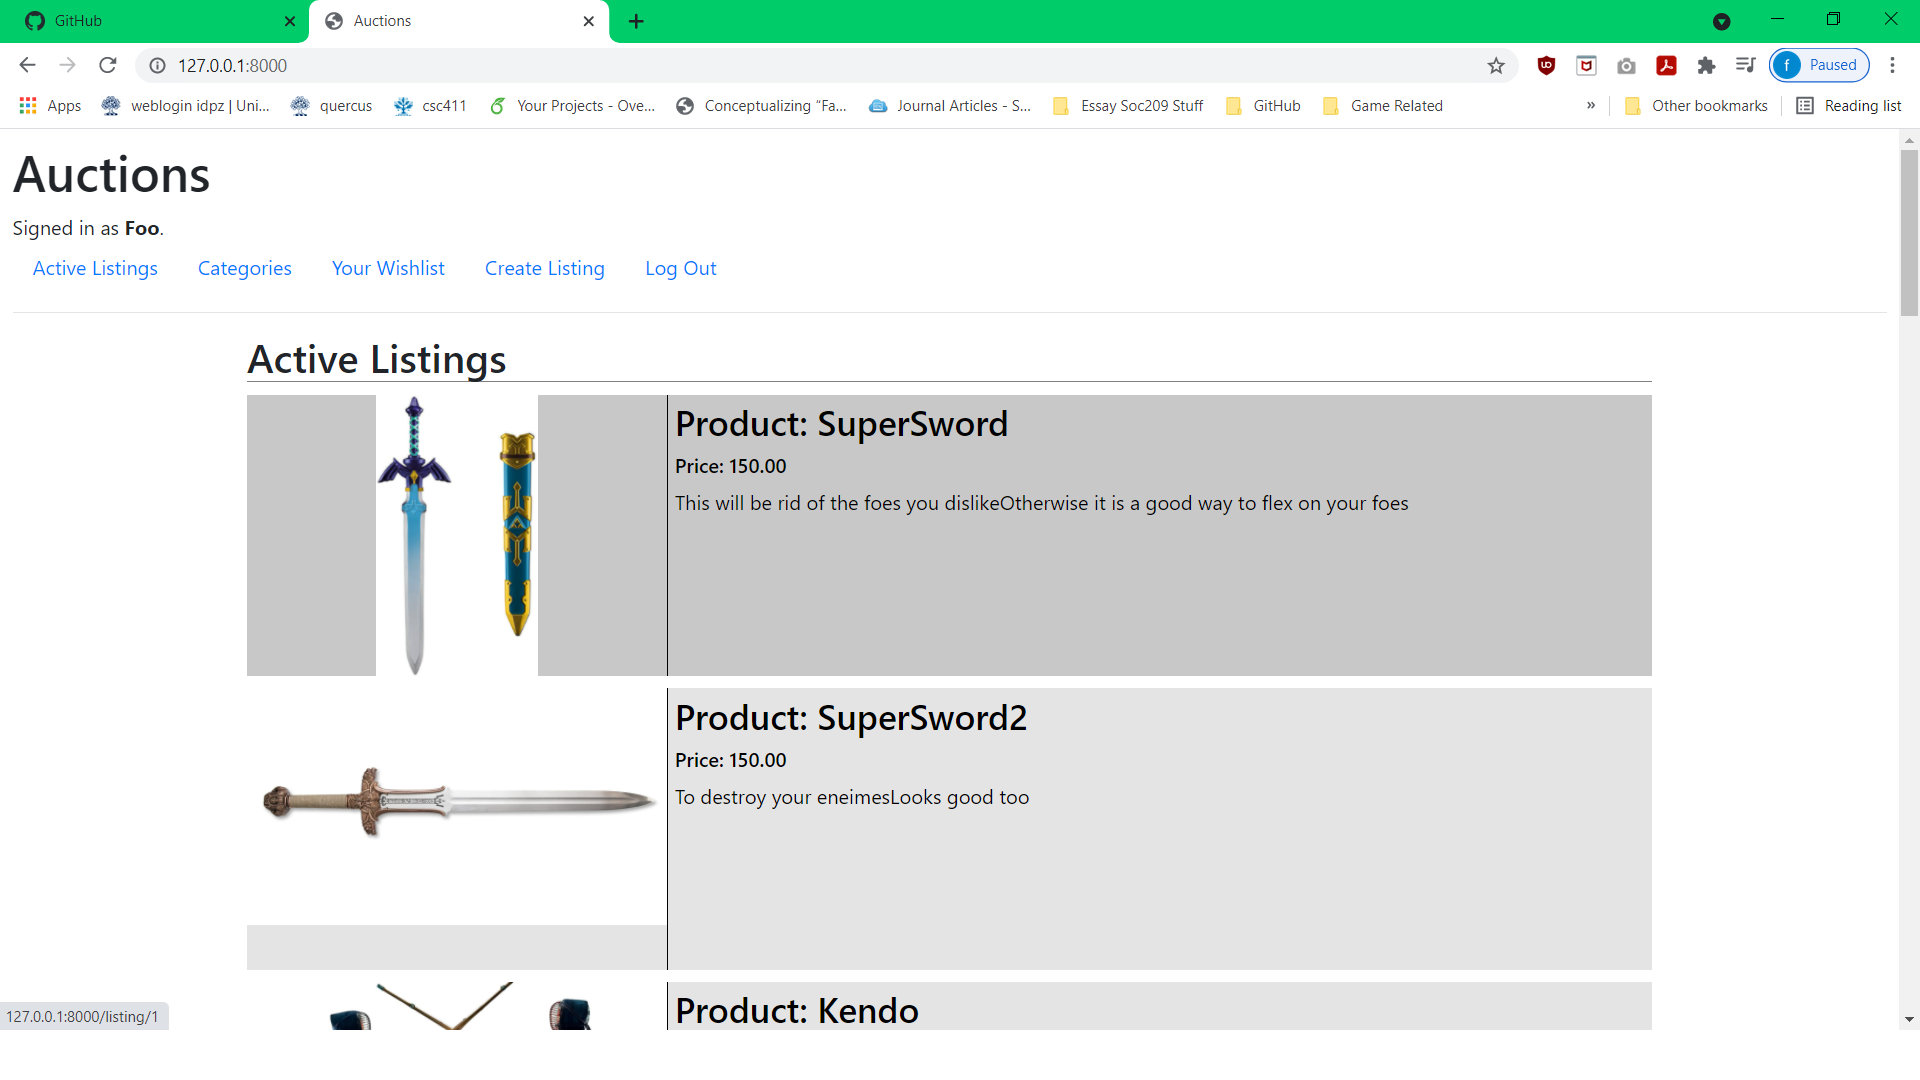 GitHub
Auctions
127.0.0.1:8000
Paused
Apps
weblogin idpz | Uni...
quercus
csc411
Your Projects - Ove...
Conceptualizing “Fa...
Journal Articles - S...
Essay Soc209 Stuff
GitHub
Game Related
»
Other bookmarks
Reading list
Auctions
Signed in as Foo.
Active Listings
Categories
Your Wishlist
Create Listing
Log Out
Active Listings
Product: SuperSword
Price: 150.00
This will be rid of the foes you dislikeOtherwise it is a good way to flex on your foes
Product: SuperSword2
Price: 150.00
To destroy your eneimesLooks good too
Product: Kendo
127.0.0.1:8000/listing/1